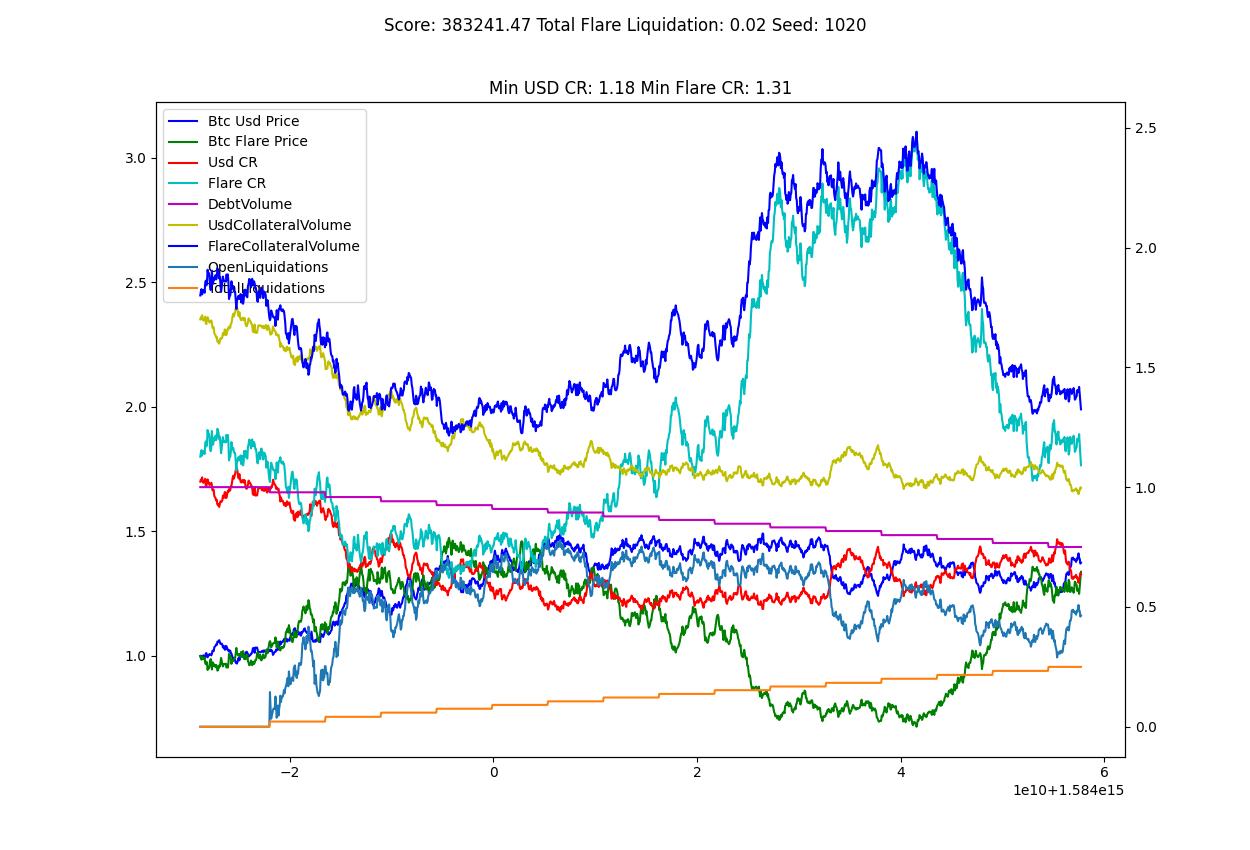 Score: 383241.47 Total Flare Liquidation: 0.02 Seed: 1020
Min USD CR: 1.18 Min Flare CR: 1.31
Btc Usd Price
Btc Flare Price
Usd CR
Flare CR
DebtVolume
UsdCollateralVolume
FlareCollateralVolume
OpenLiquidations
TotalLiquidations
3.0
2.5
2.0
1.5
1.0
2.5
2.0
1.5
1.0
0.5
0.0
−2
0
2
4
6
1e10+1.584e15